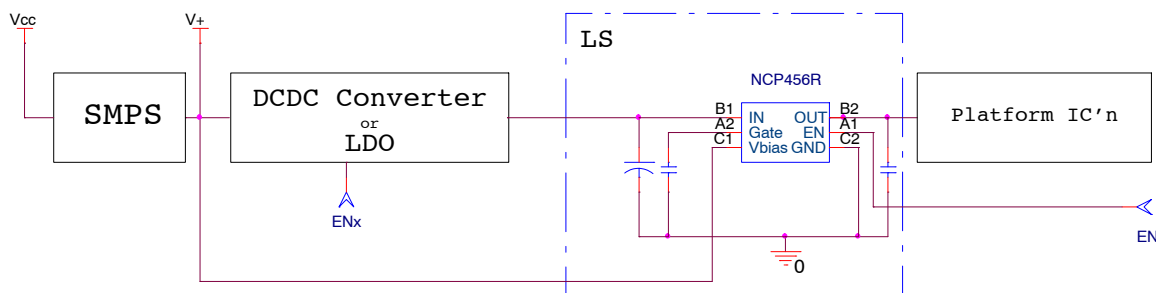 Vcc
V+
LS
NCP456R
SMPS
DCDC Converter
or
LDO
B1
A2
C1
IN
Gate
Vbias
OUT
EN
GND
B2
A1
C2
Platform IC'n
ENx
EN
0